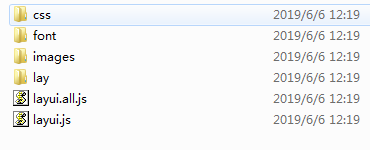 css 2019/6/6 12:19
font 2019/6/6 12:19
images 2019/6/6 12:19
lay 2019/6/6 12:19
layui.all.js 2019/6/6 12:19
layui.js 2019/6/6 12:19